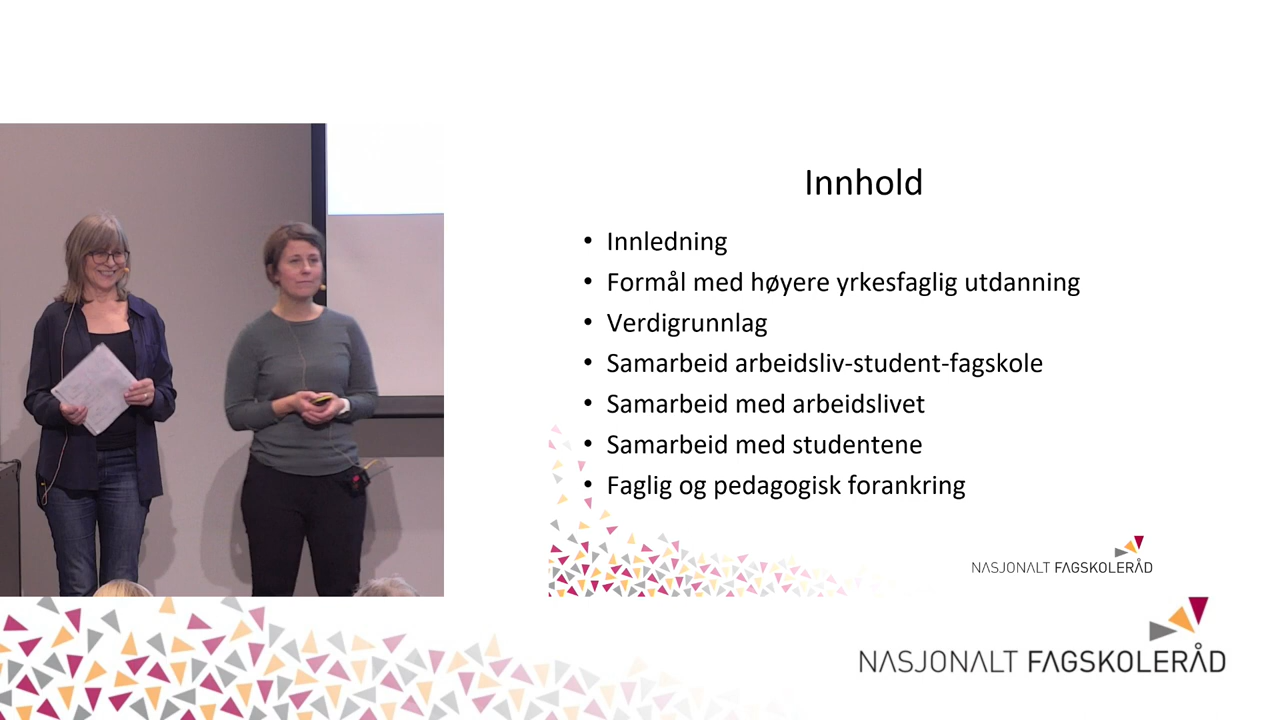 Innhold
• Innledning
• Formål med høyere yrkesfaglig utdanning
• Verdigrunnlag
• Samarbeid arbeidsliv-student-fagskole
• Samarbeid med arbeidslivet
• Samarbeid med studentene
• Faglig og pedagogisk forankring
NASJONALT FAGSKOLERÅD
NASJONALT FAGSKOLERÅD